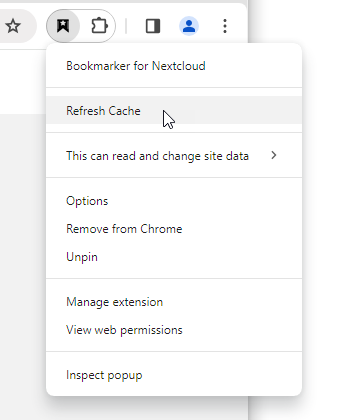 Bookmarker for Nextcloud
Refresh Cache
This can read and change site data
Options
Remove from Chrome
Unpin
Manage extension
View web permissions
Inspect popup